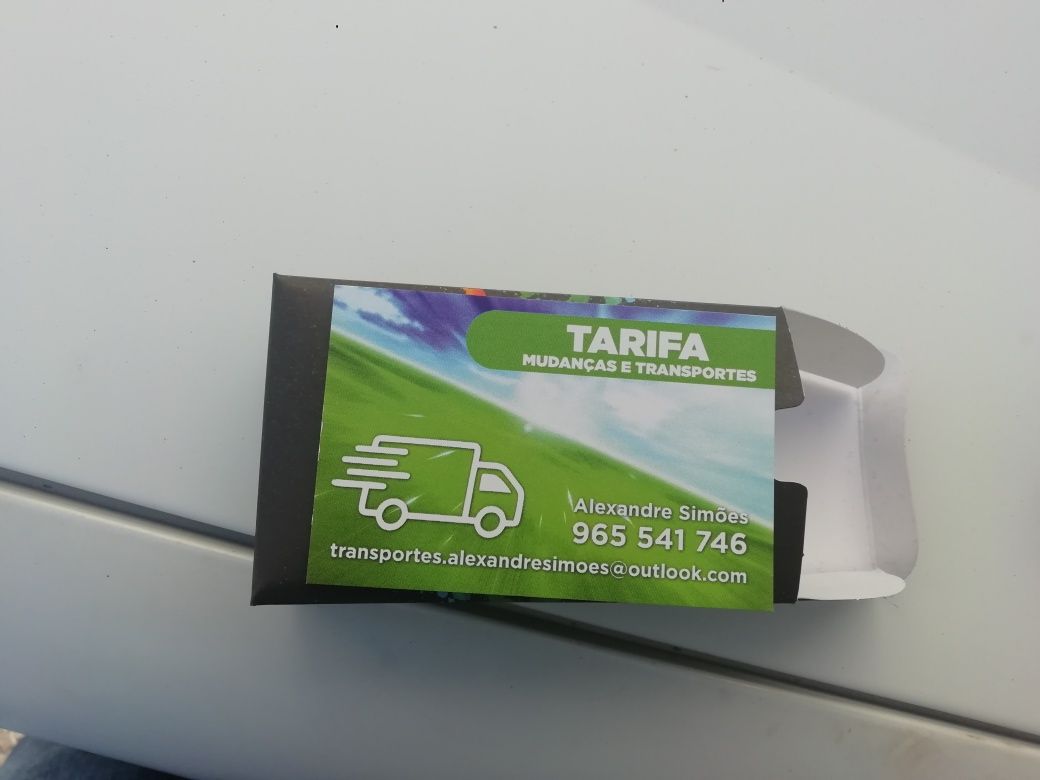 TARIFA
MUDANÇAS E TRANSPORTES
Alexandre Simões
965 541 746
transportes.alexandresimoes@outlook.com